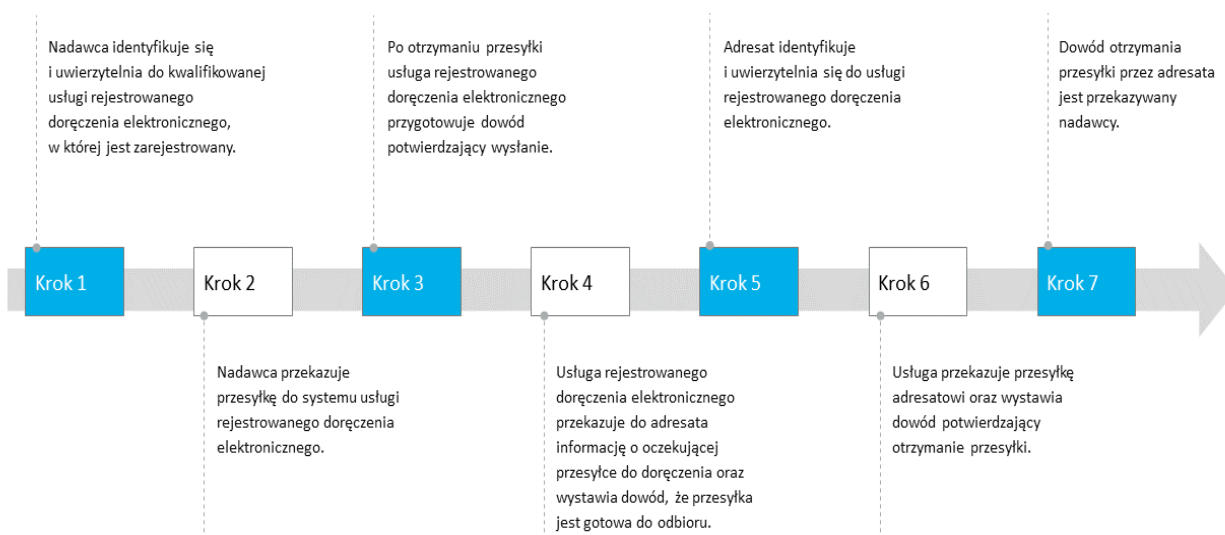 Nadawca identyfikuje się
i uwierzytelnia do kwalifikowanej
usługi rejestrowanego
doręczenia elektronicznego,
w której jest zarejestrowany.
Po otrzymaniu przesyłki
usługa rejestrowanego
doręczenia elektronicznego
przygotowuje dowód
potwierdzający wysłanie.
Adresat identyfikuje
i uwierzytelnia się do usługi
rejestrowanego doręczenia
elektronicznego.
Dowód otrzymania
przesyłki przez adresata
jest przekazywany
nadawcy.
Krok 1
Krok 2
Krok 3
Krok 4
Krok 5
Krok 6
Krok 7
Nadawca przekazuje
przesyłkę do systemu usługi
rejestrowanego doręczenia
elektronicznego.
Usługa rejestrowanego
doręczenia elektronicznego
przekazuje do adresata
informację o oczekującej
przesyłce do doręczenia oraz
wystawia dowód, że przesyłka
jest gotowa do odbioru.
Usługa przekazuje przesyłkę
adresatowi oraz wystawia
dowód potwierdzający
otrzymanie przesyłki.